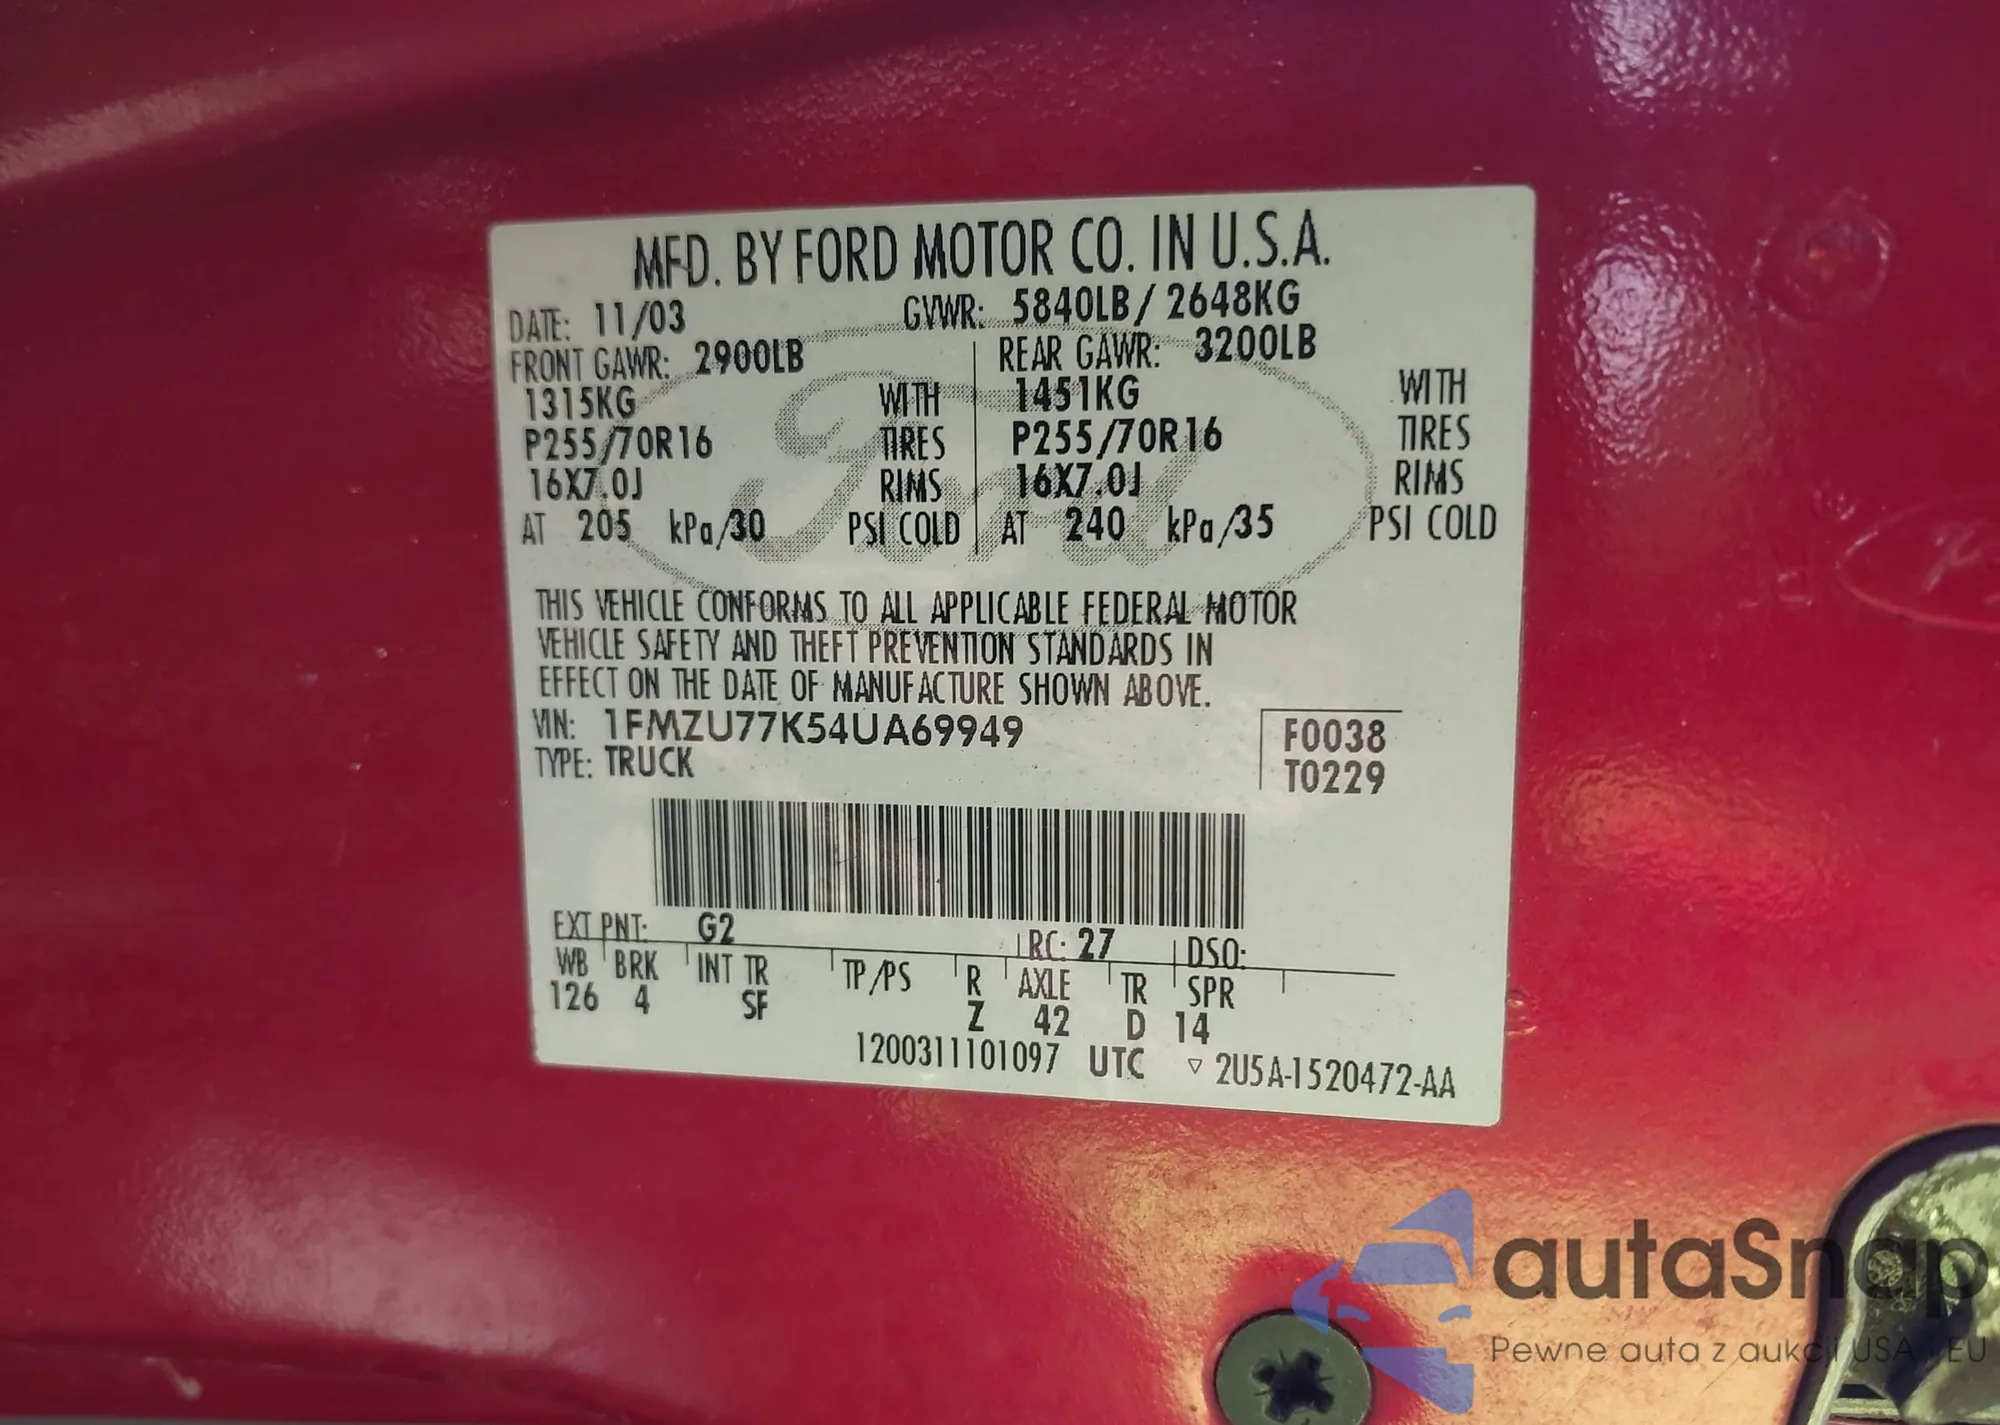 MFD. BY FORD MOTOR CO. IN U.S.A.
DATE: 11/03 GVWR: 5840LB/ 2648KG
FRONT GAWR: 2900LB REAR GAWR: 3200LB
1315KG WITH 1451KG WITH
P255/70R16 TIRES P255/70R16 TIRES
16X7.0J RIMS 16X7.0J RIMS
AT 205 kPa/30 PSI COLD AT 240 kPa/35 PSI COLD
Ford
THIS VEHICLE CONFORMS TO ALL APPLICABLE FEDERAL MOTOR
VEHICLE SAFETY AND THEFT PREVENTION STANDARDS IN
EFFECT ON THE DATE OF MANUFACTURE SHOWN ABOVE.
VIN: 1FMZU77K54UA69949 F0038
TYPE: TRUCK T0229
EXT PNT: G2 RC: 27 DSO:
WB BRK INT TR TP/PS R AXLE TR SPR
126 4 SF Z 42 D 14
1200311101097 UTC ▽ 2U5A-1520472-AA
autaSnap
Pewne auta z aukcji USA i EU